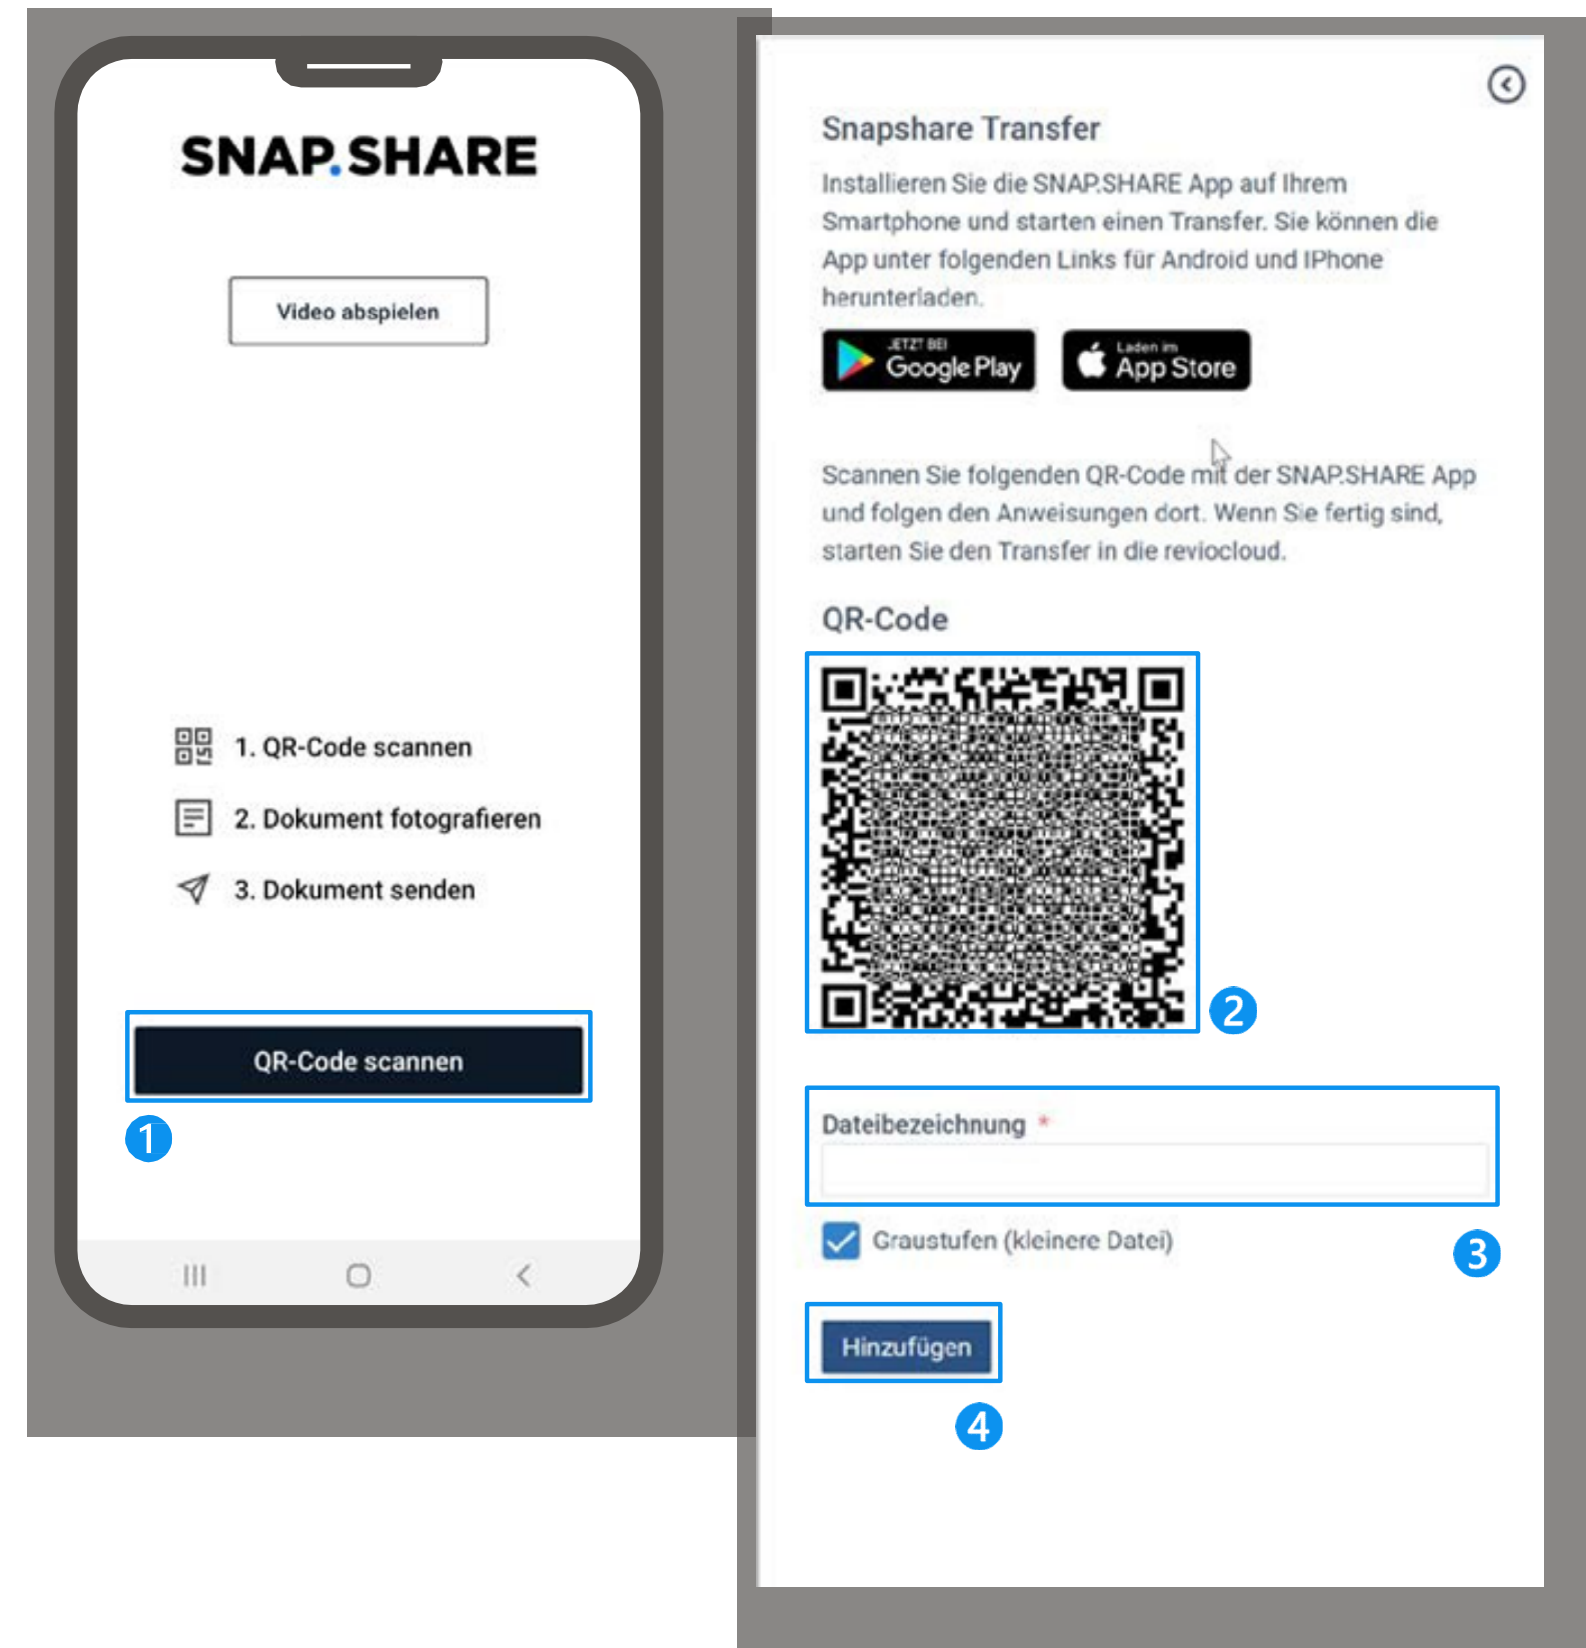 SNAP.SHARE
Video abspielen
1. QR-Code scannen
2. Dokument fotografieren
3. Dokument senden
QR-Code scannen
1
Snapshare Transfer
Installieren Sie die SNAP.SHARE App auf Ihrem
Smartphone und starten einen Transfer. Sie können die
App unter folgenden Links für Android und IPhone
herunterladen.
JETZT BEI
Google Play
Laden im
App Store
Scannen Sie folgenden QR-Code mit der SNAP.SHARE App
und folgen den Anweisungen dort. Wenn Sie fertig sind,
starten Sie den Transfer in die reviocloud.
QR-Code
2
Dateibezeichnung *
Graustufen (kleinere Datei)
3
Hinzufügen
4